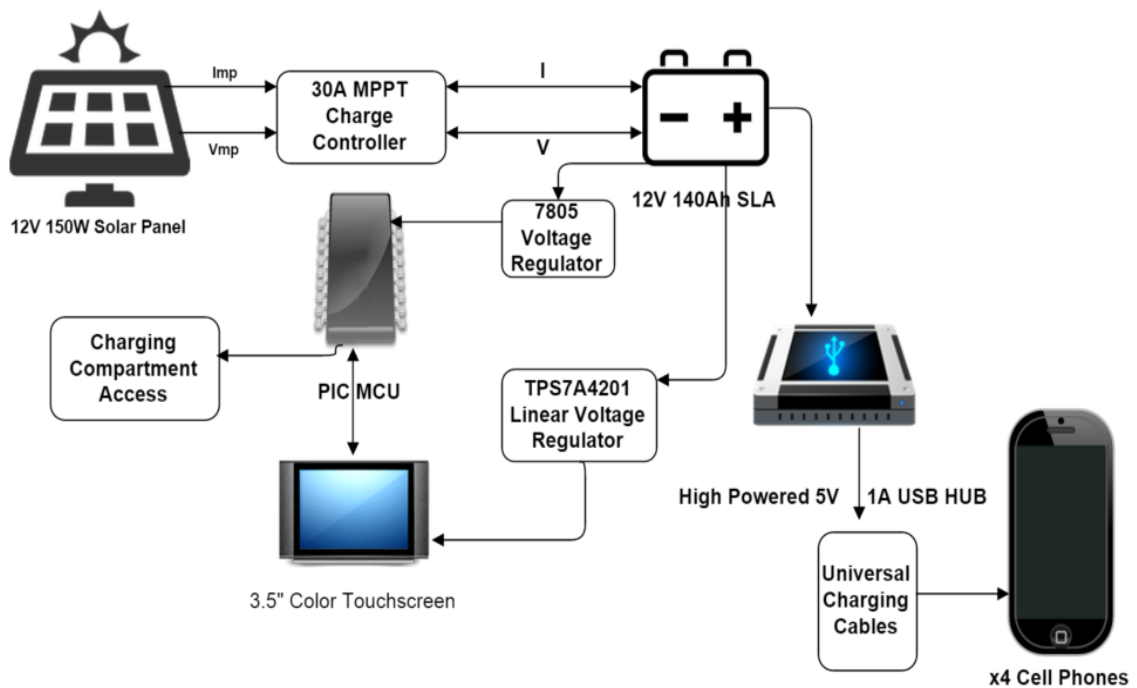 Imp
Vmp
12V 150W Solar Panel
30A MPPT
Charge
Controller
I
V
12V 140Ah SLA
7805
Voltage
Regulator
Charging
Compartment
Access
PIC MCU
TPS7A4201
Linear Voltage
Regulator
3.5" Color Touchscreen
High Powered 5V 1A USB HUB
Universal
Charging
Cables
x4 Cell Phones